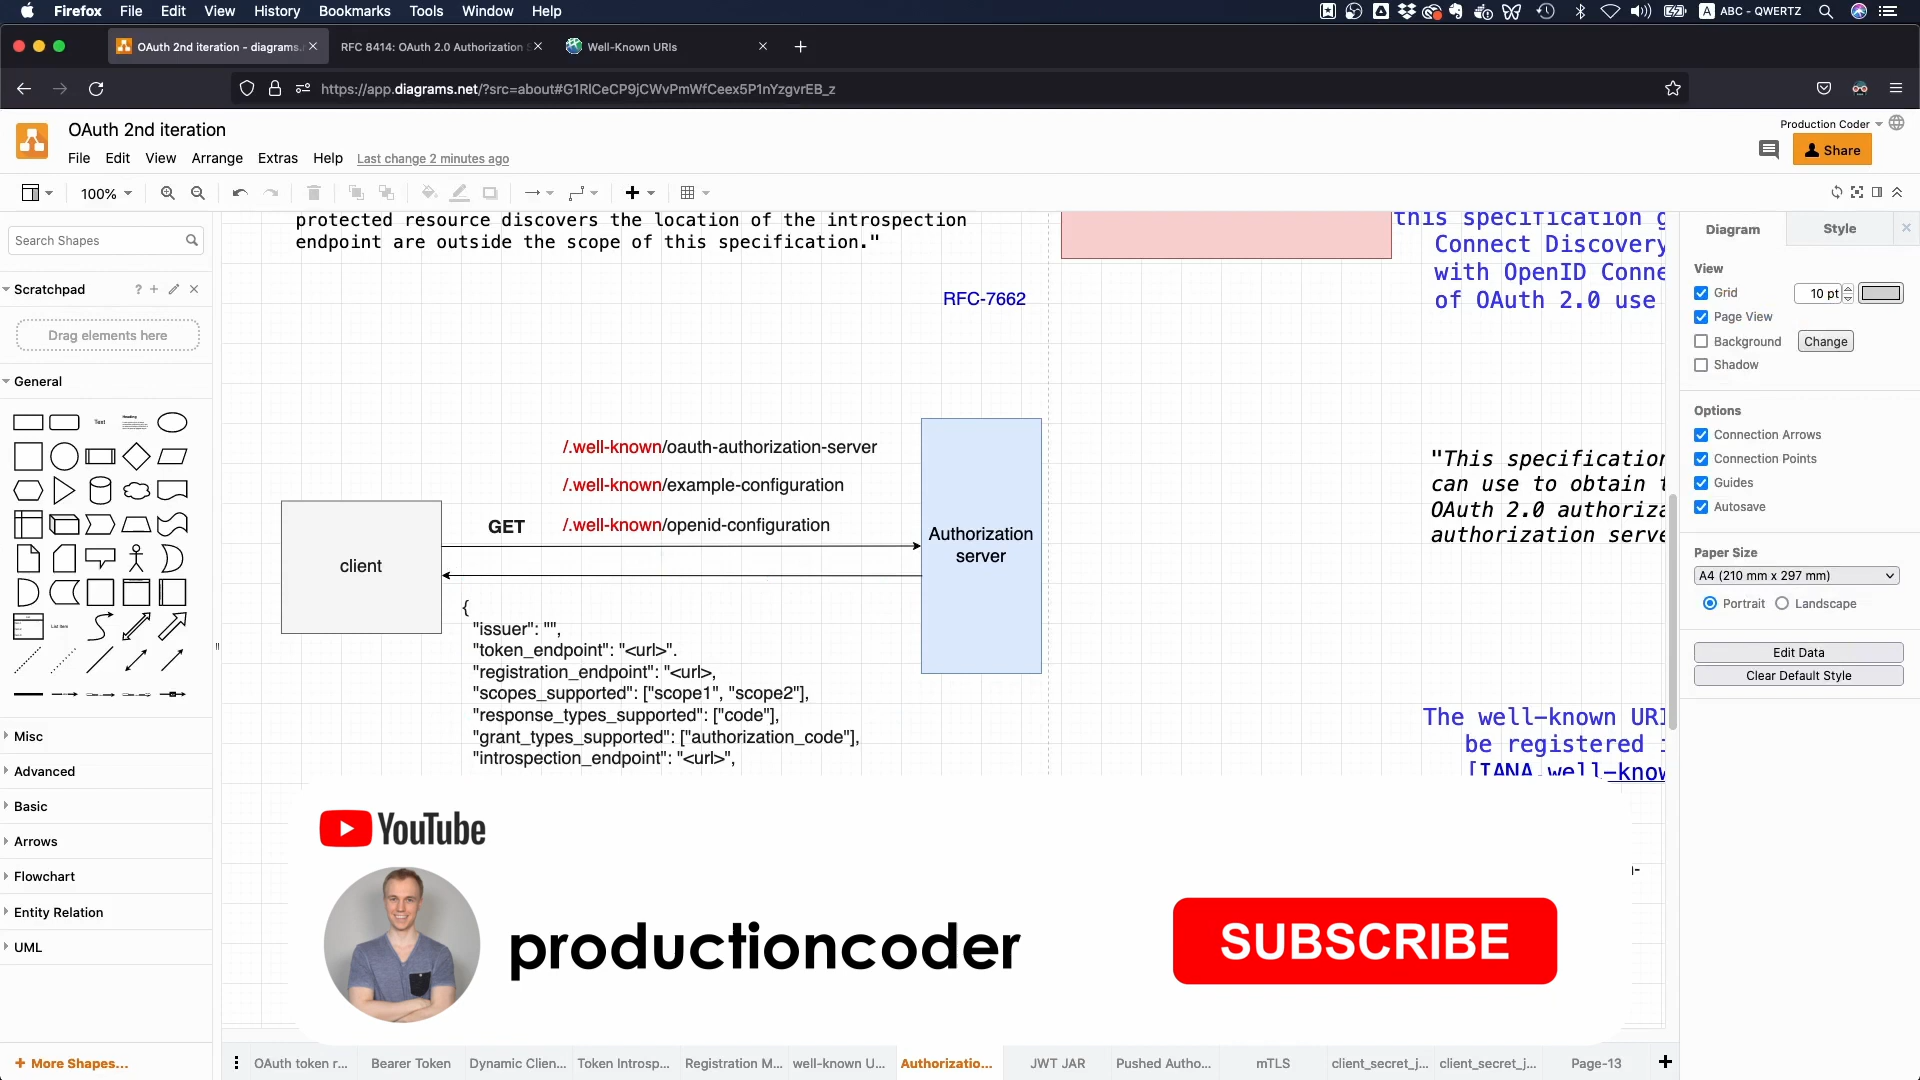 Firefox File Edit View History Bookmarks Tools Window Help
A ABC - QWERTZ
OAuth 2nd iteration - diagrams.
RFC 8414: OAuth 2.0 Authorization S
Well-Known URIs
https://app.diagrams.net/?src=about#G1RlCeCP9jCWvPmWfCeex5P1nYzgvrEB_z
OAuth 2nd iteration
Production Coder
File Edit View Arrange Extras Help Last change 2 minutes ago
Share
100%
protected resource discovers the location of the introspection
endpoint are outside the scope of this specification."
RFC-7662
this specification g
Connect Discovery
with OpenID Conne
of OAuth 2.0 use
Search Shapes
Scratchpad
?
Drag elements here
General
Text
Heading
List Item
Misc
Advanced
Basic
Arrows
Flowchart
Entity Relation
UML
+ More Shapes...
/.well-known/oauth-authorization-server
/.well-known/example-configuration
GET /.well-known/openid-configuration
client
Authorization
server
{
"issuer": "",
"token_endpoint": "<url>".
"registration_endpoint": "<url>,
"scopes_supported": ["scope1", "scope2"],
"response_types_supported": ["code"],
"grant_types_supported": ["authorization_code"],
"introspection_endpoint": "<url>",
"This specification
can use to obtain t
OAuth 2.0 authoriza
authorization serve
The well-known URI
be registered i
[IANA.well-know
YouTube
productioncoder
SUBSCRIBE
Diagram Style
View
Grid 10 pt
Page View
Background Change
Shadow
Options
Connection Arrows
Connection Points
Guides
Autosave
Paper Size
A4 (210 mm x 297 mm)
Portrait Landscape
Edit Data
Clear Default Style
OAuth token r... Bearer Token Dynamic Clien... Token Introsp... Registration M... well-known U... Authorizatio... JWT JAR Pushed Autho... mTLS client_secret_j... client_secret_j... Page-13